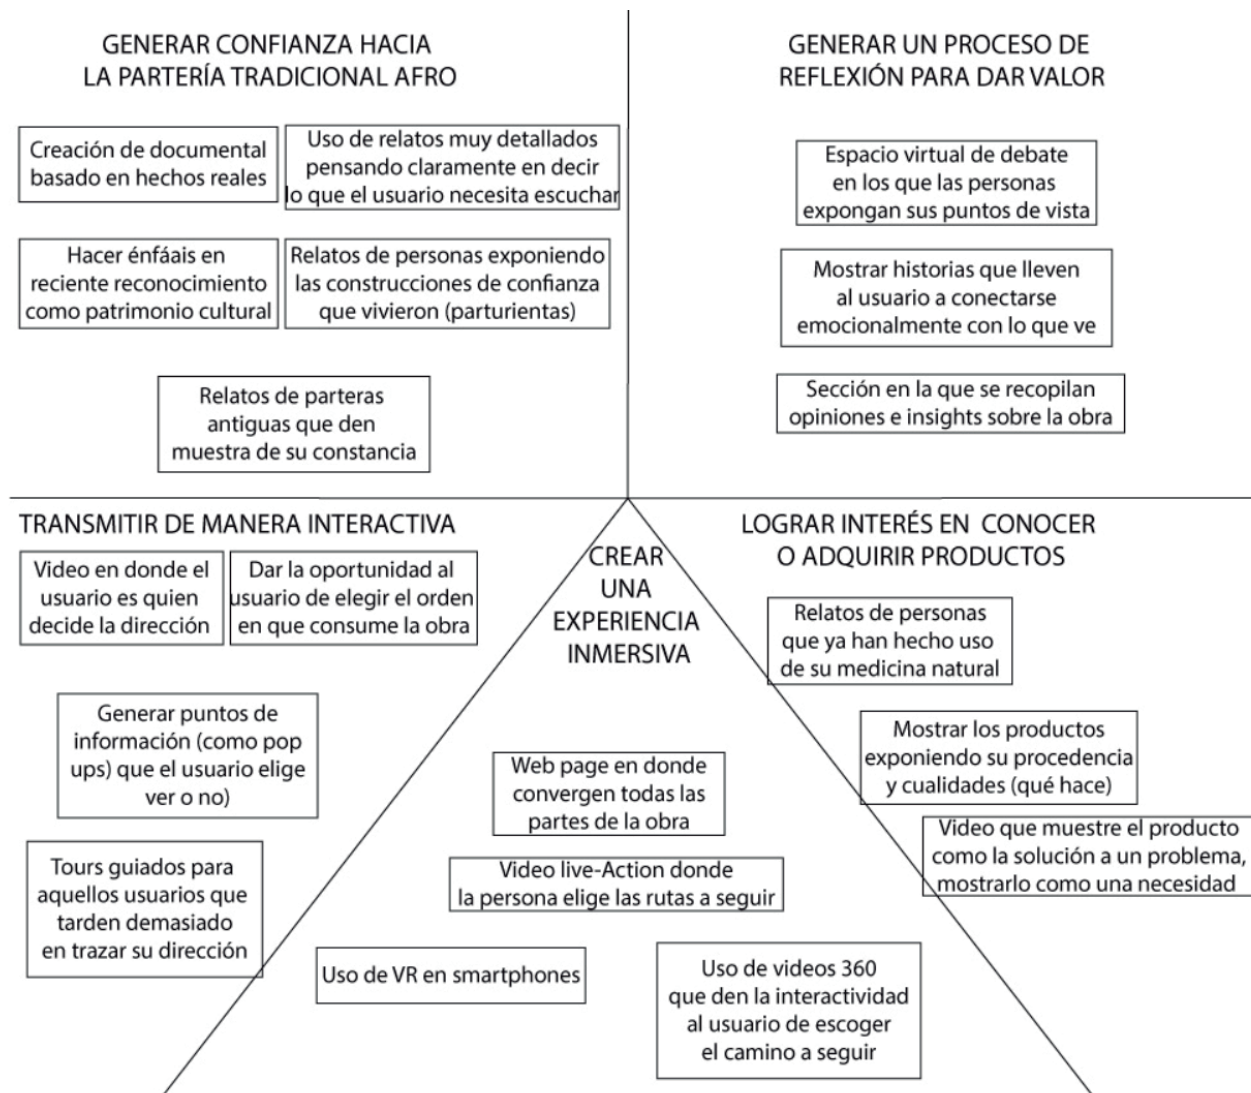 GENERAR CONFIANZA HACIA
LA PARTERÍA TRADICIONAL AFRO
Creación de documental
basado en hechos reales
Uso de relatos muy detallados
pensando claramente en decir
lo que el usuario necesita escuchar
Hacer énfáais en
reciente reconocimiento
como patrimonio cultural
Relatos de personas exponiendo
las construcciones de confianza
que vivieron (parturientas)
Relatos de parteras
antiguas que den
muestra de su constancia
GENERAR UN PROCESO DE
REFLEXIÓN PARA DAR VALOR
Espacio virtual de debate
en los que las personas
expongan sus puntos de vista
Mostrar historias que lleven
al usuario a conectarse
emocionalmente con lo que ve
Sección en la que se recopilan
opiniones e insights sobre la obra
TRANSMITIR DE MANERA INTERACTIVA
Video en donde el
usuario es quien
decide la dirección
Dar la oportunidad al
usuario de elegir el orden
en que consume la obra
Generar puntos de
información (como pop
ups) que el usuario elige
ver o no)
Tours guiados para
aquellos usuarios que
tarden demasiado
en trazar su dirección
CREAR
UNA
EXPERIENCIA
INMERSIVA
Web page en donde
convergen todas las
partes de la obra
Video live-Action donde
la persona elige las rutas a seguir
Uso de VR en smartphones
Uso de videos 360
que den la interactividad
al usuario de escoger
el camino a seguir
LOGRAR INTERÉS EN CONOCER
O ADQUIRIR PRODUCTOS
Relatos de personas
que ya han hecho uso
de su medicina natural
Mostrar los productos
exponiendo su procedencia
y cualidades (qué hace)
Video que muestre el producto
como la solución a un problema,
mostrarlo como una necesidad